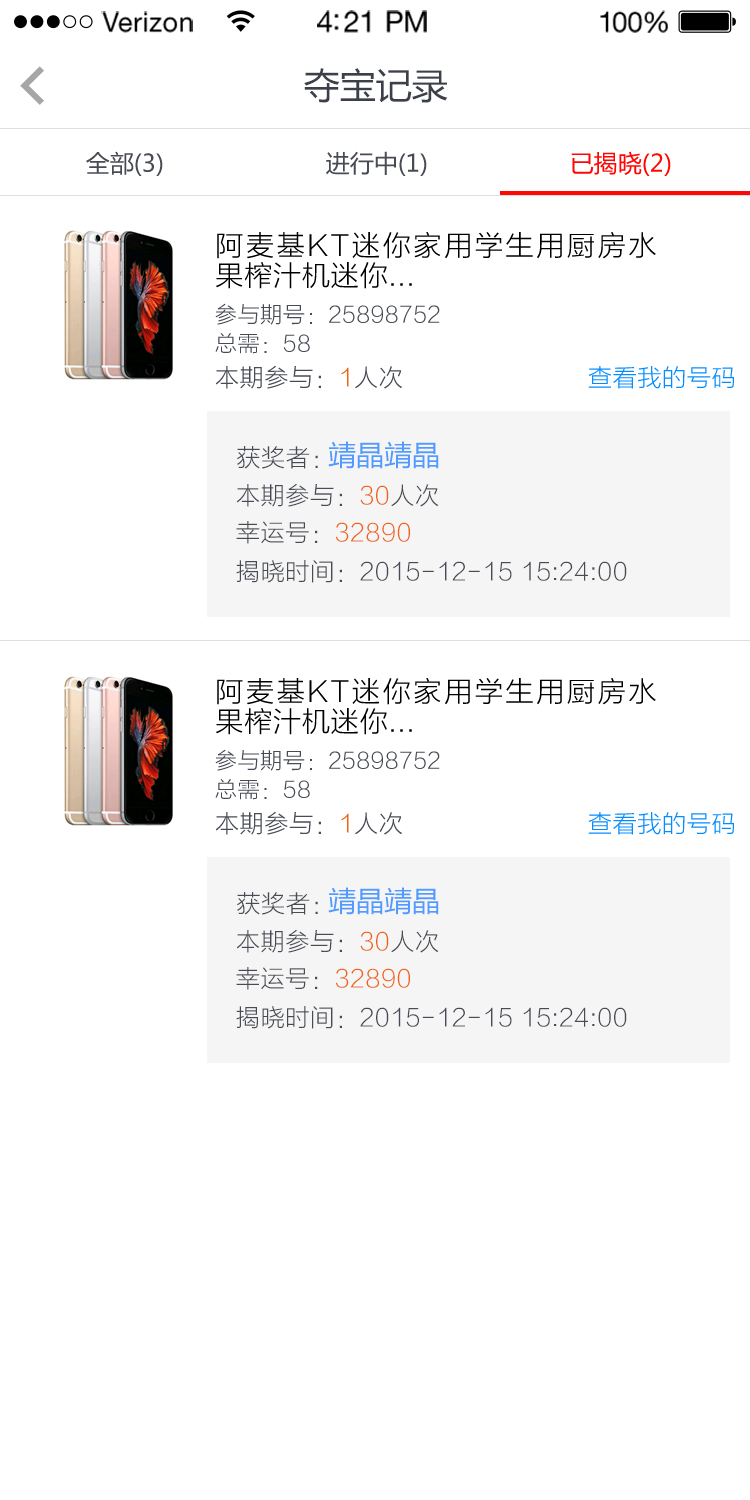 Verizon 4:21 PM 100%
夺宝记录
全部(3) 进行中(1) 已揭晓(2)
阿麦基KT迷你家用学生用厨房水
果榨汁机迷你...
参与期号：25898752
总需：58
本期参与：1人次 查看我的号码
获奖者：靖晶靖晶
本期参与：30人次
幸运号：32890
揭晓时间：2015-12-15 15:24:00
阿麦基KT迷你家用学生用厨房水
果榨汁机迷你...
参与期号：25898752
总需：58
本期参与：1人次 查看我的号码
获奖者：靖晶靖晶
本期参与：30人次
幸运号：32890
揭晓时间：2015-12-15 15:24:00